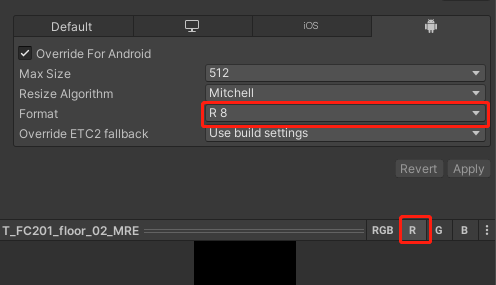 Default iOS
Override For Android
Max Size 512
Resize Algorithm Mitchell
Format R 8
Override ETC2 fallback Use build settings
Revert Apply
T_FC201_floor_02_MRE RGB R G B